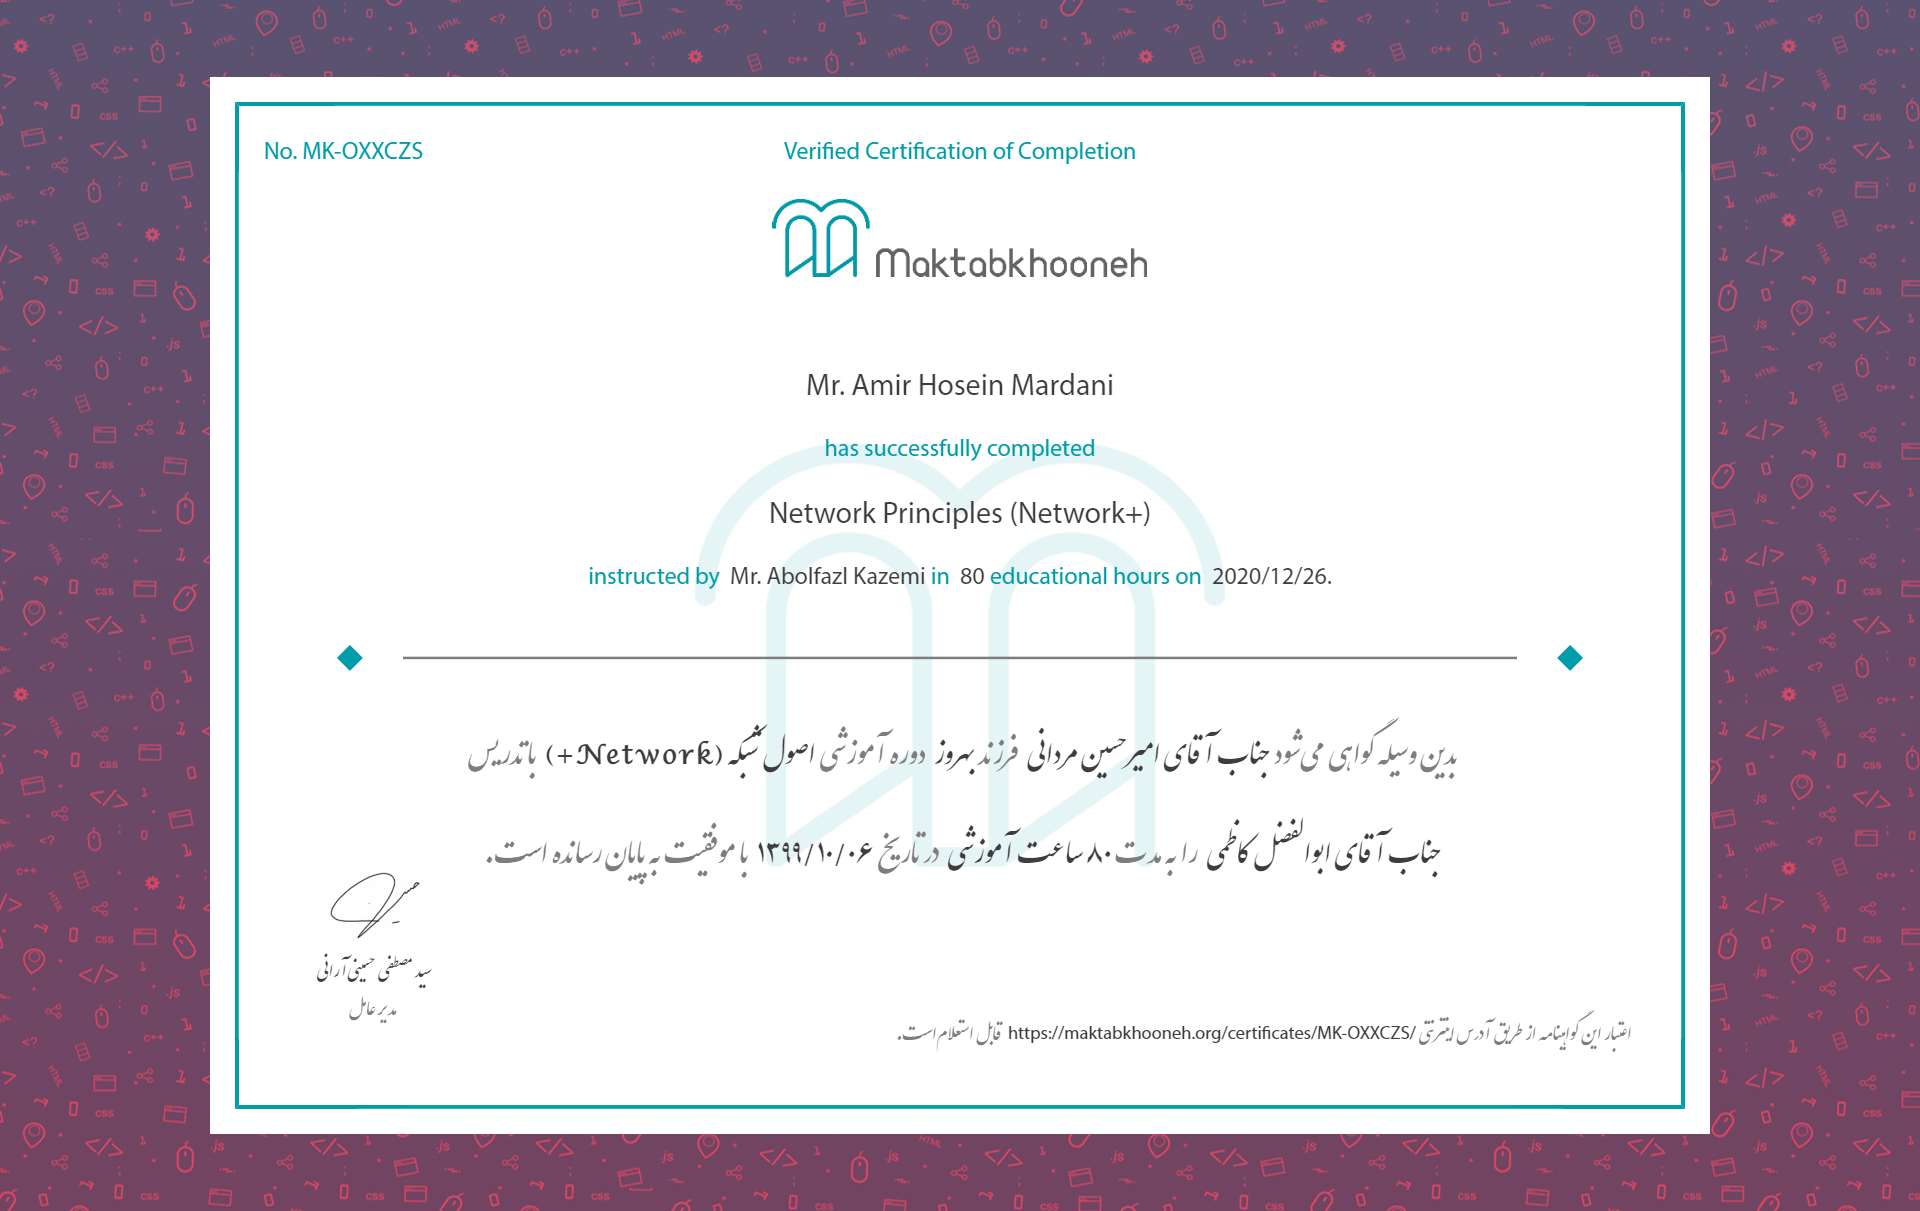 No. MK-OXXCZS
Verified Certification of Completion
Maktabkhooneh
Mr. Amir Hosein Mardani
has successfully completed
Network Principles (Network+)
instructed by Mr. Abolfazl Kazemi in 80 educational hours on 2020/12/26.
بدین وسیله گواهی می‌شود جناب آقای امیرحسین مردانی فرزند بهروز دوره آموزشی اصول شبکه (Network+) با تدریس
جناب آقای ابوالفضل کاظمی را به مدت ۸۰ ساعت آموزشی در تاریخ ۱۳۹۹/۱۰/۰۶ با موفقیت به پایان رسانده است.
سید مصطفی حسینی آرانی
مدیر عامل
اعتبار این گواهینامه از طریق آدرس اینترنتی https://maktabkhooneh.org/certificates/MK-OXXCZS/ قابل استعلام است.